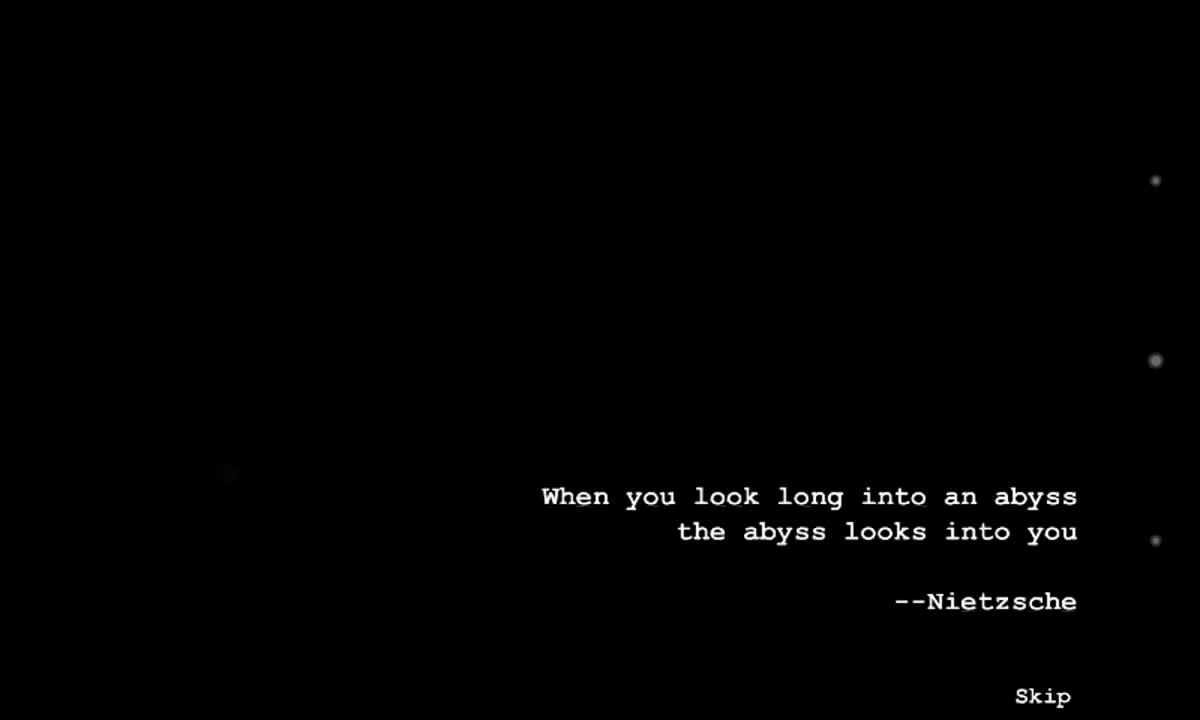 When you look long into an abyss
the abyss looks into you
--Nietzsche
Skip